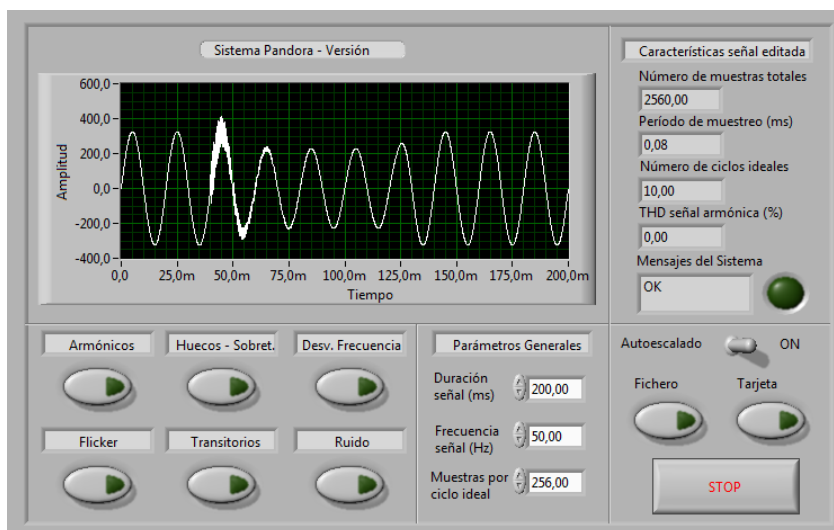 Sistema Pandora - Versión
Amplitud
600,0
400,0
200,0
0,0
-200,0
-400,0
0,0 25,0m 50,0m 75,0m 100,0m 125,0m 150,0m 175,0m 200,0m
Tiempo
Características señal editada
Número de muestras totales
2560,00
Período de muestreo (ms)
0,08
Número de ciclos ideales
10,00
THD señal armónica (%)
0,00
Mensajes del Sistema
OK
Armónicos
Huecos - Sobret.
Desv. Frecuencia
Flicker
Transitorios
Ruido
Parámetros Generales
Duración
señal (ms)
200,00
Frecuencia
señal (Hz)
50,00
Muestras por
ciclo ideal
256,00
Autoescalado
ON
Fichero
Tarjeta
STOP